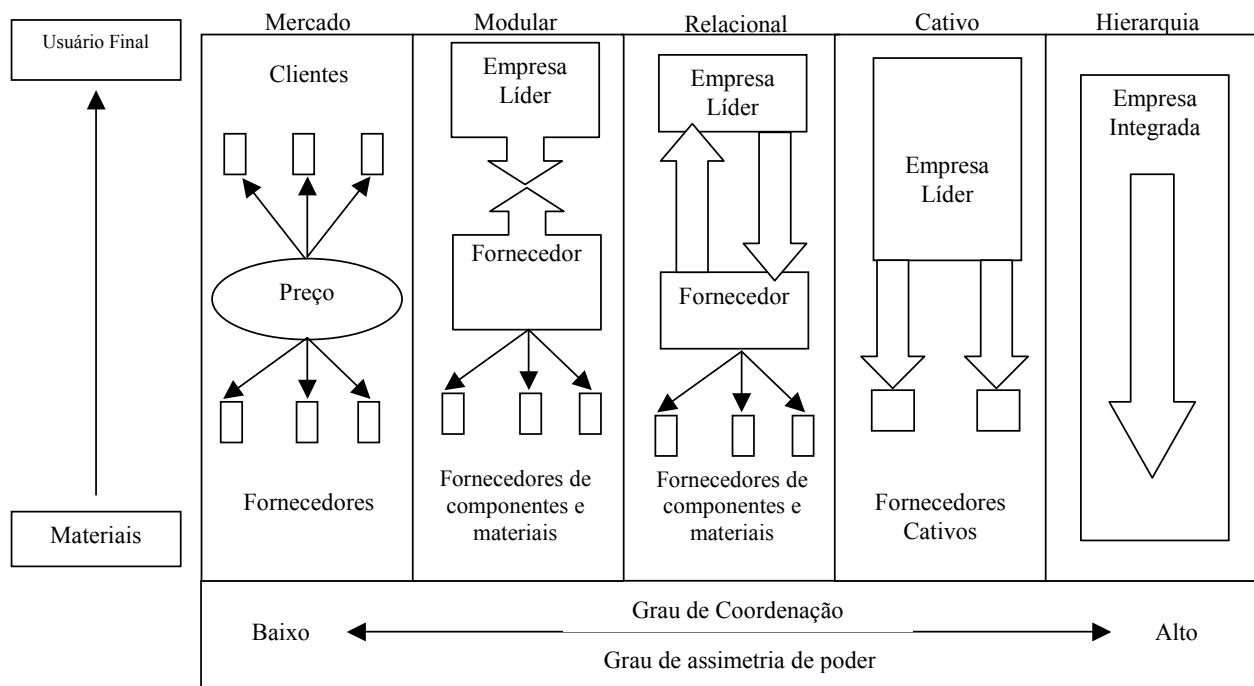 Mercado
Modular
Relacional
Cativo
Hierarquia
Usuário Final
Materiais
Clientes
Preço
Fornecedores
Empresa
Líder
Fornecedor
Fornecedores de
componentes e
materiais
Empresa
Líder
Fornecedor
Fornecedores de
componentes e
materiais
Empresa
Líder
Fornecedores
Cativos
Empresa
Integrada
Grau de Coordenação
Baixo
Alto
Grau de assimetria de poder